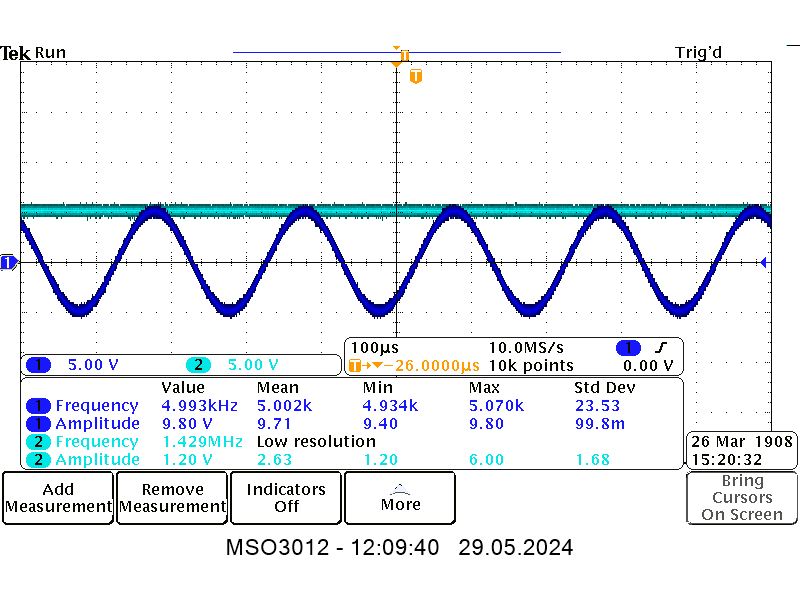 Tek Run Trig'd
T
T
1
100µs 10.0MS/s 1
T→▼−26.0000µs 10k points 0.00 V
1 5.00 V 2 5.00 V
Value Mean Min Max Std Dev
1 Frequency 4.993kHz 5.002k 4.934k 5.070k 23.53
1 Amplitude 9.80 V 9.71 9.40 9.80 99.8m
2 Frequency 1.429MHz Low resolution
2 Amplitude 1.20 V 2.63 1.20 6.00 1.68
26 Mar 1908
15:20:32
Add
Measurement
Remove
Measurement
Indicators
Off
More
Bring
Cursors
On Screen
MSO3012 - 12:09:40 29.05.2024